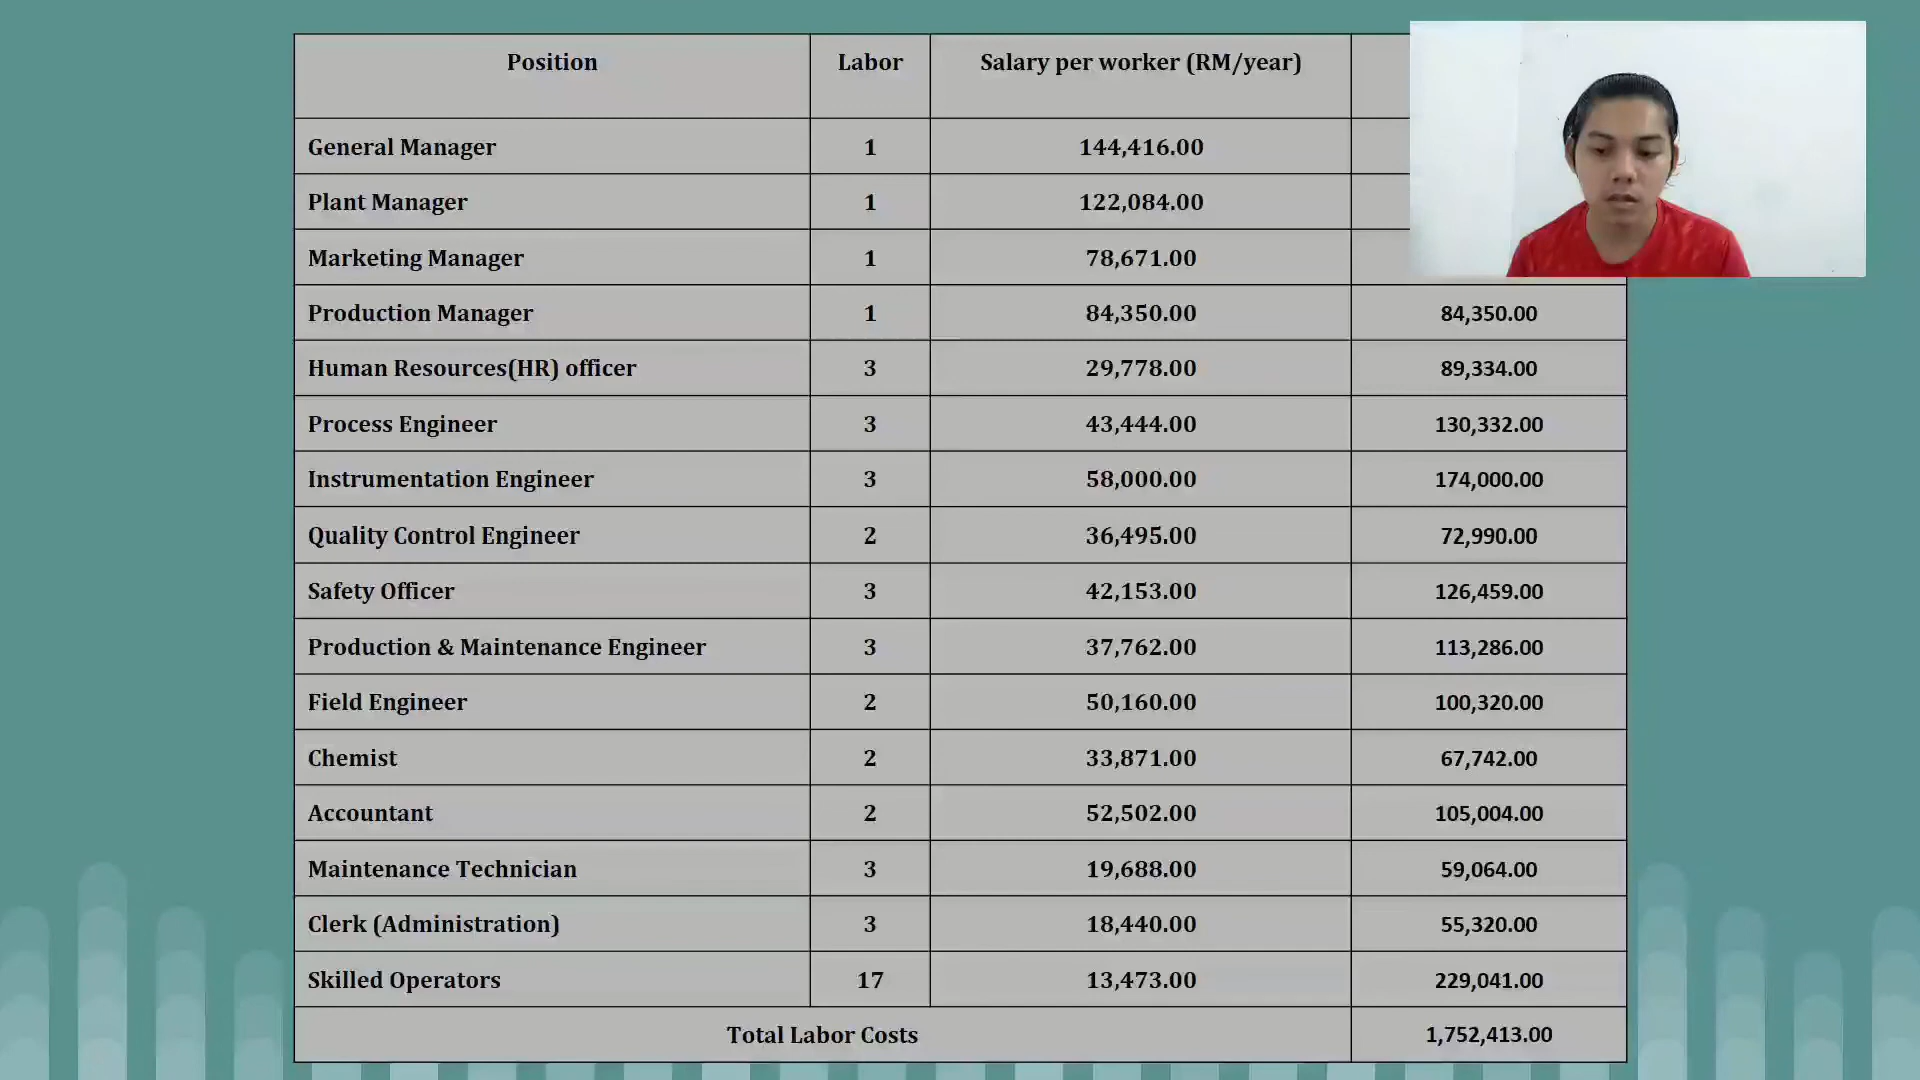 Position Labor Salary per worker (RM/year)
General Manager 1 144,416.00
Plant Manager 1 122,084.00
Marketing Manager 1 78,671.00
Production Manager 1 84,350.00 84,350.00
Human Resources(HR) officer 3 29,778.00 89,334.00
Process Engineer 3 43,444.00 130,332.00
Instrumentation Engineer 3 58,000.00 174,000.00
Quality Control Engineer 2 36,495.00 72,990.00
Safety Officer 3 42,153.00 126,459.00
Production & Maintenance Engineer 3 37,762.00 113,286.00
Field Engineer 2 50,160.00 100,320.00
Chemist 2 33,871.00 67,742.00
Accountant 2 52,502.00 105,004.00
Maintenance Technician 3 19,688.00 59,064.00
Clerk (Administration) 3 18,440.00 55,320.00
Skilled Operators 17 13,473.00 229,041.00
Total Labor Costs 1,752,413.00